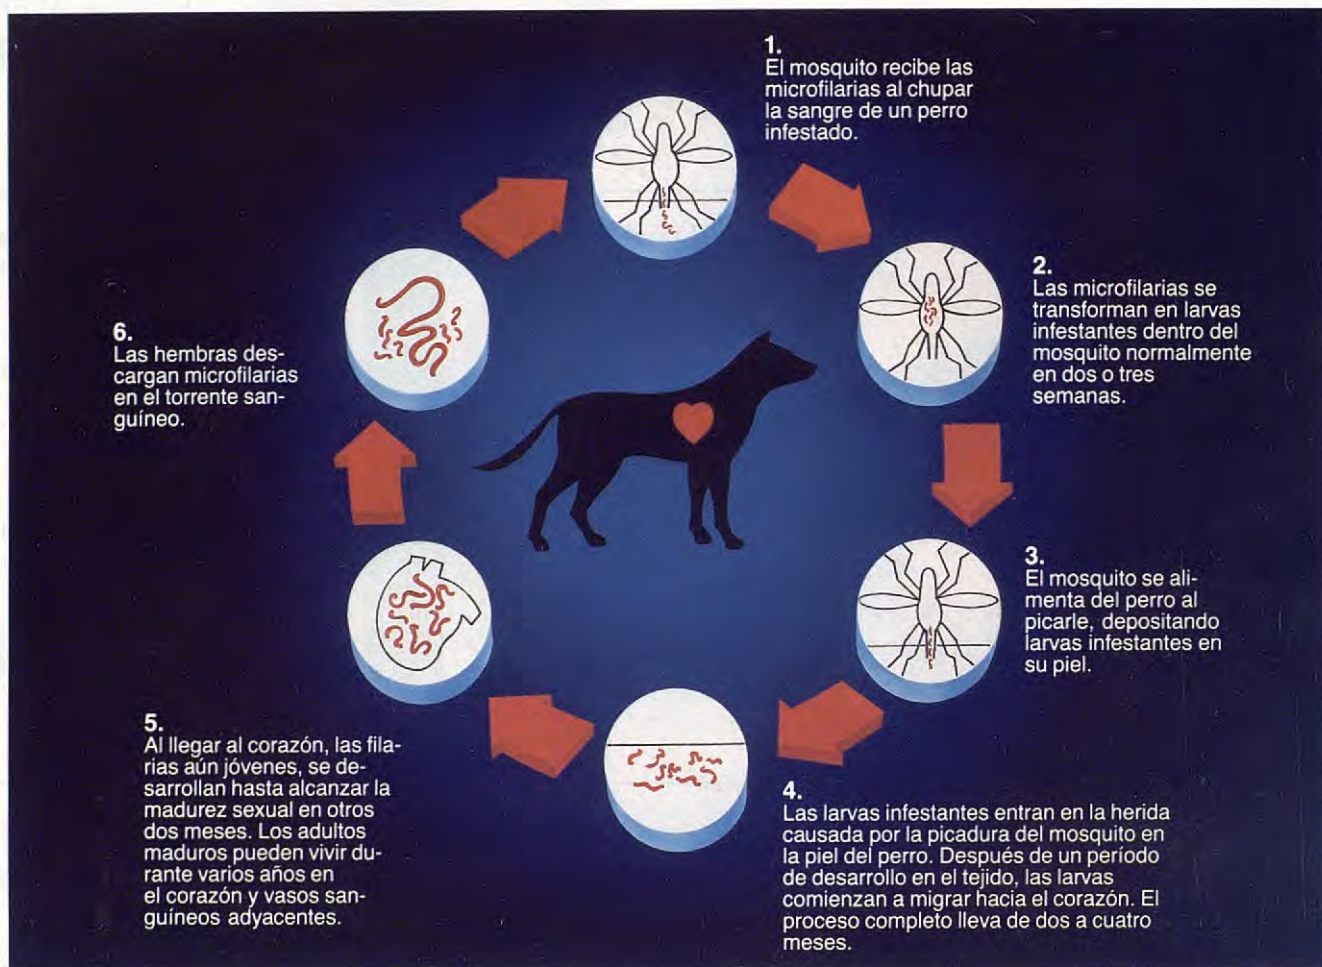 1.
El mosquito recibe las
microfilarias al chupar
la sangre de un perro
infestado.
2.
Las microfilarias se
transforman en larvas
infestantes dentro del
mosquito normalmente
en dos o tres
semanas.
3.
El mosquito se ali-
menta del perro al
picarle, depositando
larvas infestantes en
su piel.
4.
Las larvas infestantes entran en la herida
causada por la picadura del mosquito en
la piel del perro. Después de un período
de desarrollo en el tejido, las larvas
comienzan a migrar hacia el corazón. El
proceso completo lleva de dos a cuatro
meses.
5.
Al llegar al corazón, las fila-
rias aún jóvenes, se de-
sarrollan hasta alcanzar la
madurez sexual en otros
dos meses. Los adultos
maduros pueden vivir du-
rante varios años en
el corazón y vasos san-
guíneos adyacentes.
6.
Las hembras des-
cargan microfilarias
en el torrente san-
guíneo.